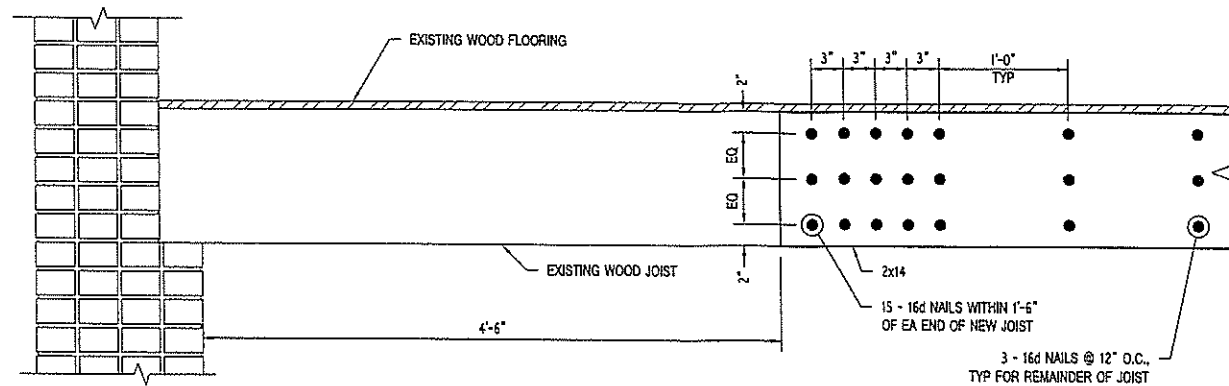 EXISTING WOOD FLOORING
3" 3" 3" 3" 1'-0"
TYP
2"
EQ
EQ
2"
EXISTING WOOD JOIST
2x14
15 - 16d NAILS WITHIN 1'-6"
OF EA END OF NEW JOIST
4'-6"
3 - 16d NAILS @ 12" O.C.,
TYP FOR REMAINDER OF JOIST